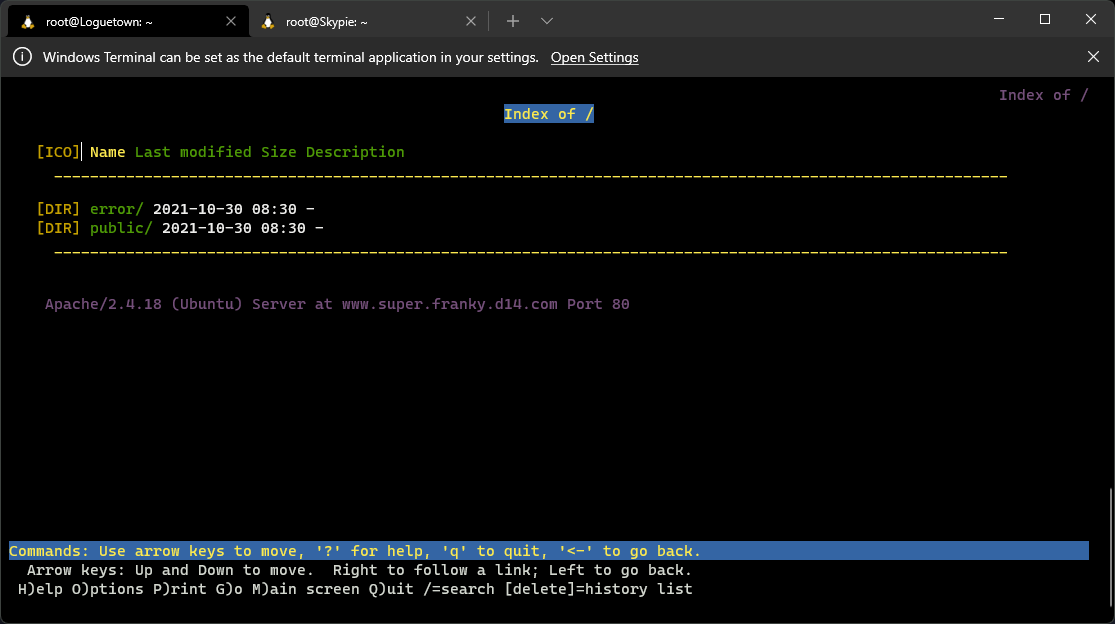 root@Loguetown: ~
root@Skypie: ~
Windows Terminal can be set as the default terminal application in your settings. Open Settings
Index of /
Index of /
[ICO] Name Last modified Size Description
[DIR] error/ 2021-10-30 08:30 -
[DIR] public/ 2021-10-30 08:30 -
Apache/2.4.18 (Ubuntu) Server at www.super.franky.d14.com Port 80
Commands: Use arrow keys to move, '?' for help, 'q' to quit, '<-' to go back.
Arrow keys: Up and Down to move.  Right to follow a link; Left to go back.
H)elp O)ptions P)rint G)o M)ain screen Q)uit /=search [delete]=history list